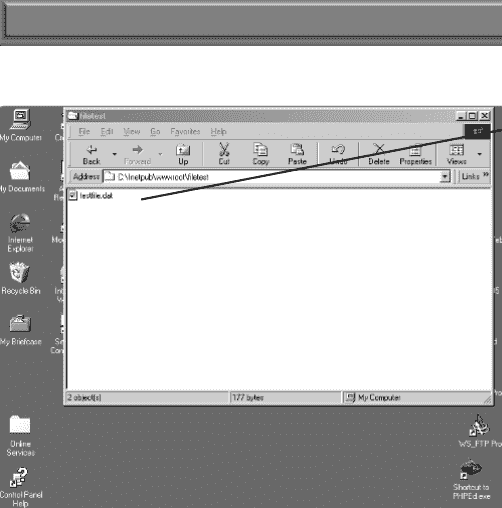 filetest
My Computer
File Edit View Go Favorites Help
Back Forward Up Cut Copy Paste Undo Delete Properties Views
Address C:\Inetpub\wwwroot\filetest Links »
My Documents
testfile.dat
Internet
Explorer
Recycle Bin
My Briefcase
2 object(s) 177 bytes My Computer
Online
Services
WS_FTP Pro
Control Panel
Help
Shortcut to
PHPEd.exe